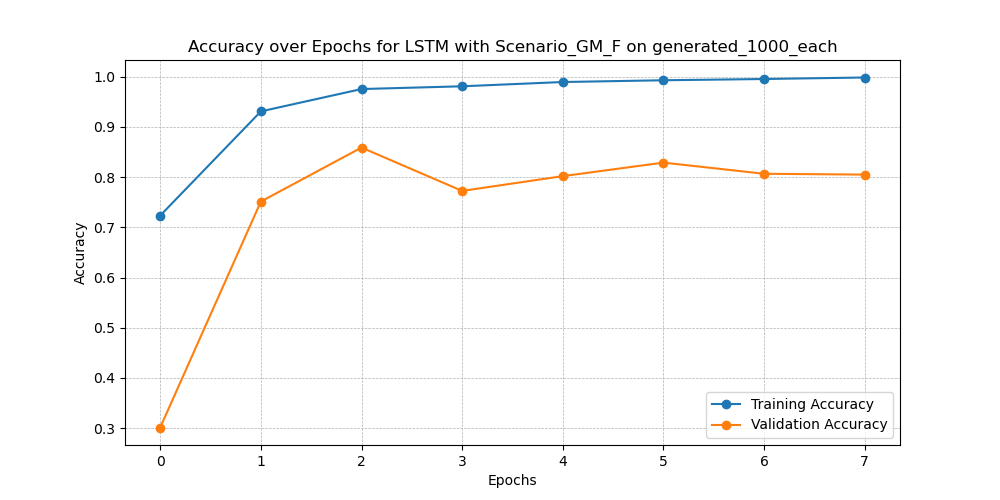 Accuracy over Epochs for LSTM with Scenario_GM_F on generated_1000_each
1.0
0.9
0.8
0.7
0.6
0.5
0.4
0.3
Accuracy
Training Accuracy
Validation Accuracy
0 1 2 3 4 5 6 7
Epochs